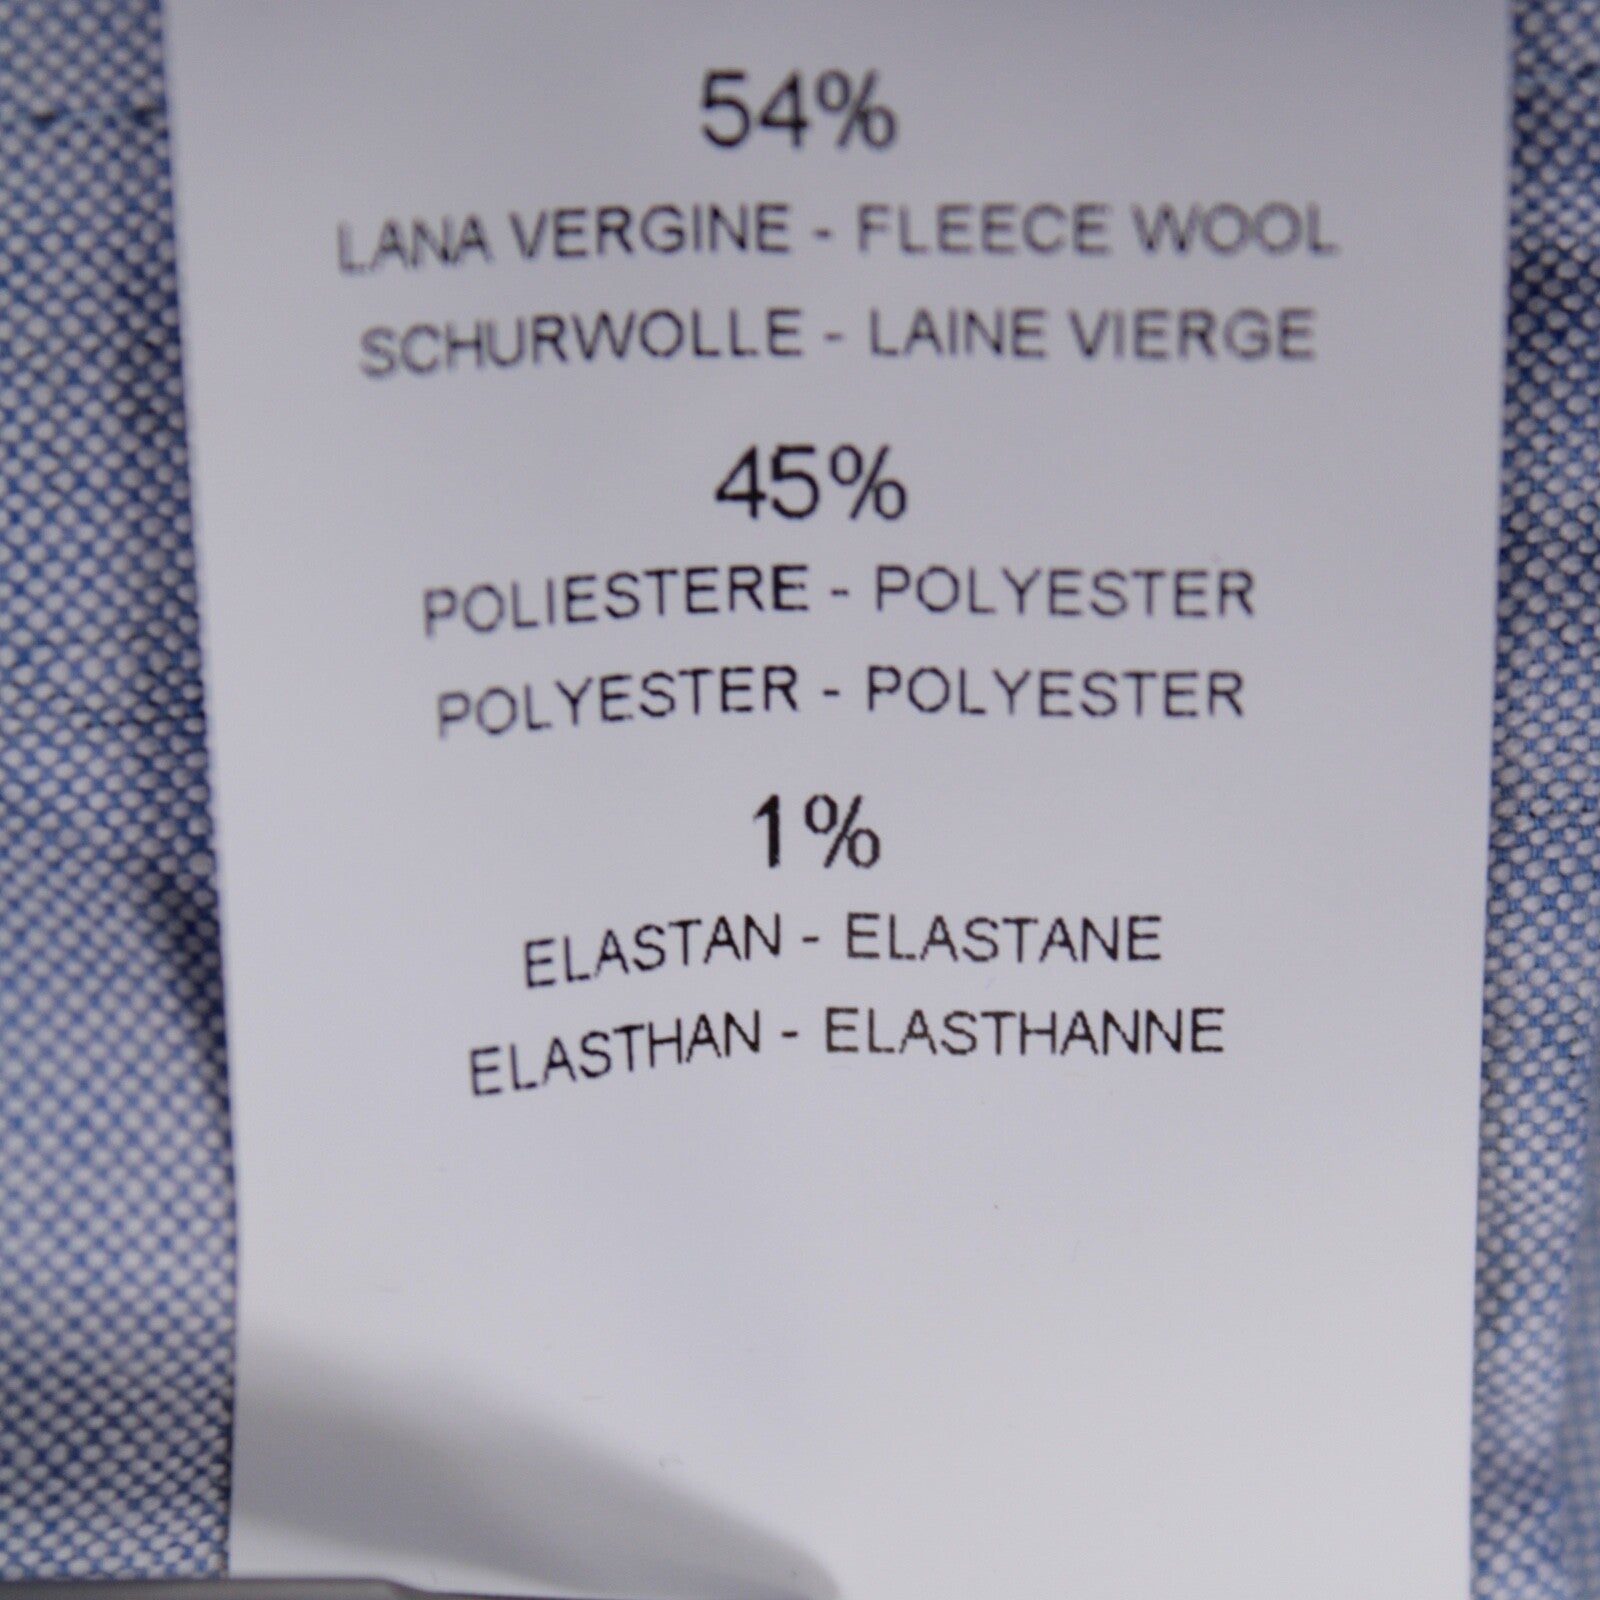 54%
LANA VERGINE - FLEECE WOOL
SCHURWOLLE - LAINE VIERGE
45%
POLIESTERE - POLYESTER
POLYESTER - POLYESTER
1%
ELASTAN - ELASTANE
ELASTHAN - ELASTHANNE